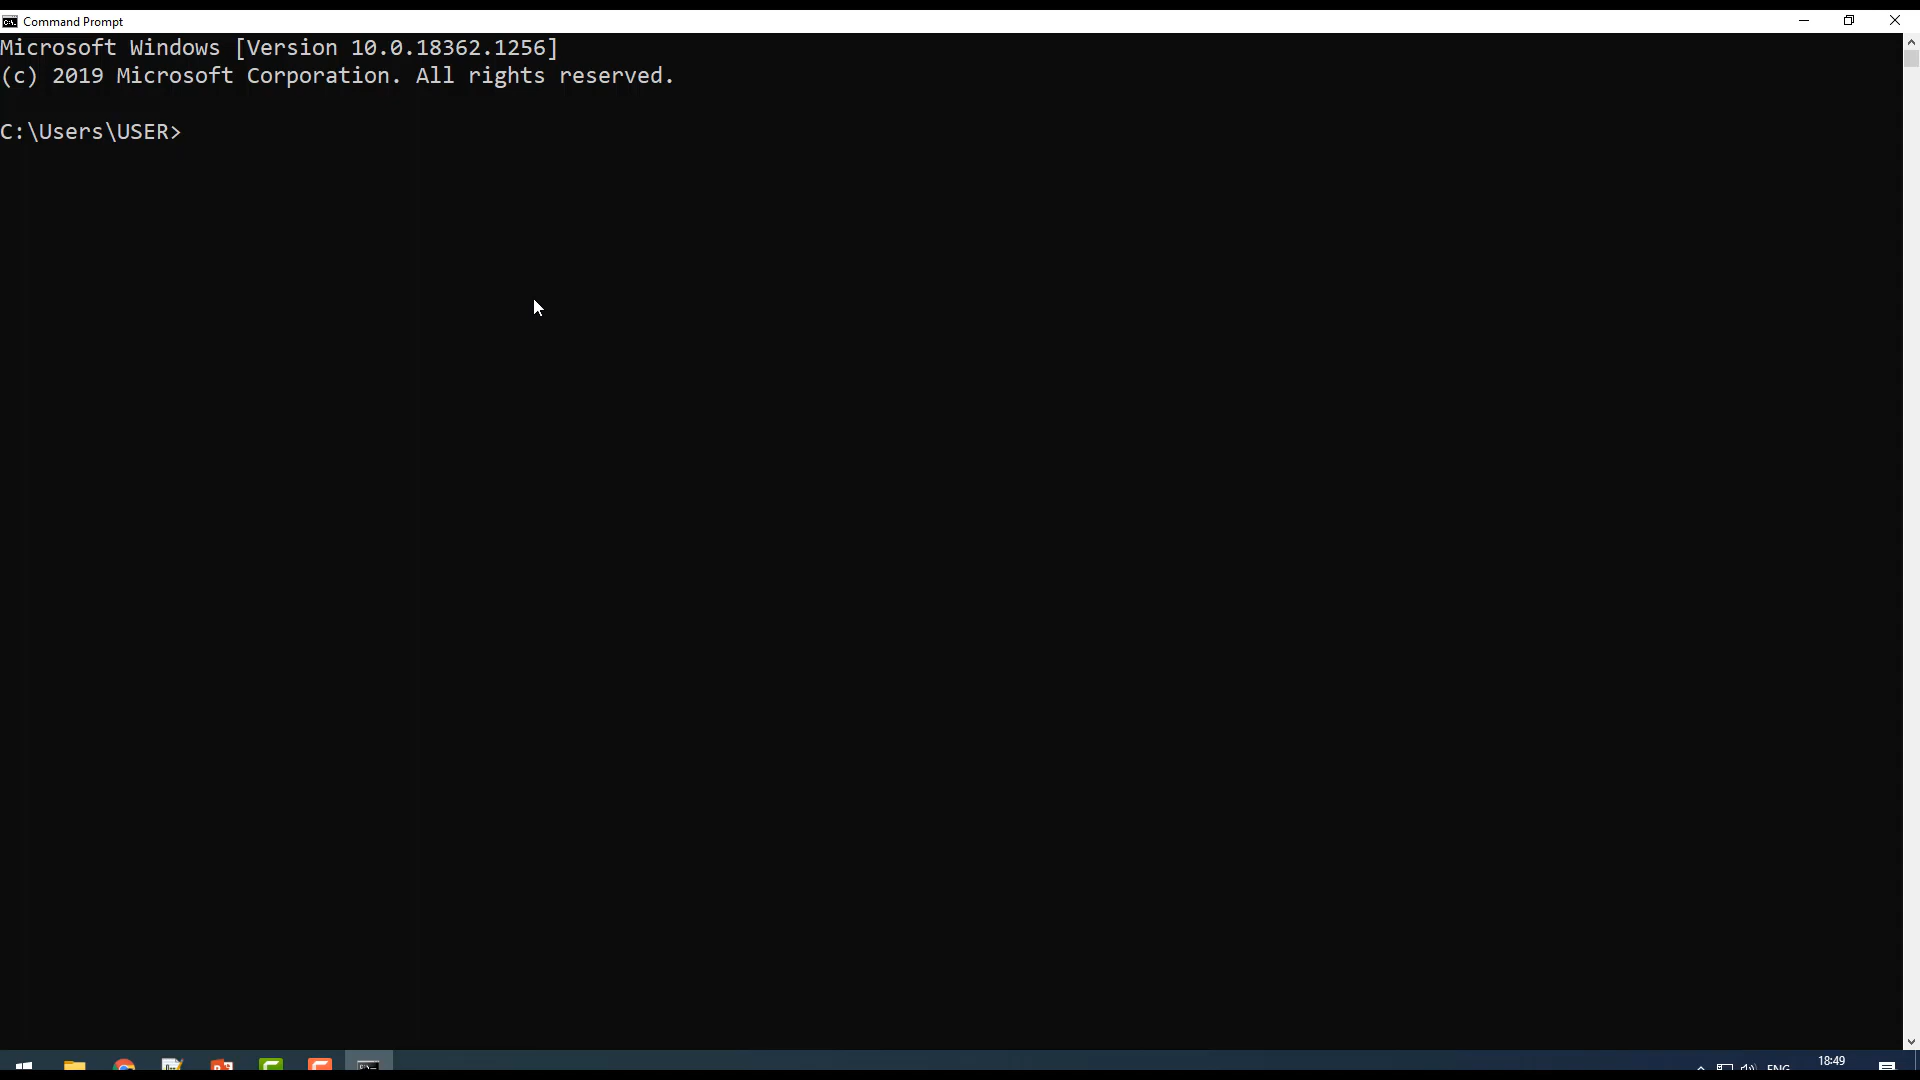 Command Prompt
Microsoft Windows [Version 10.0.18362.1256]
(c) 2019 Microsoft Corporation. All rights reserved.
C:\Users\USER>
18:49
ENG